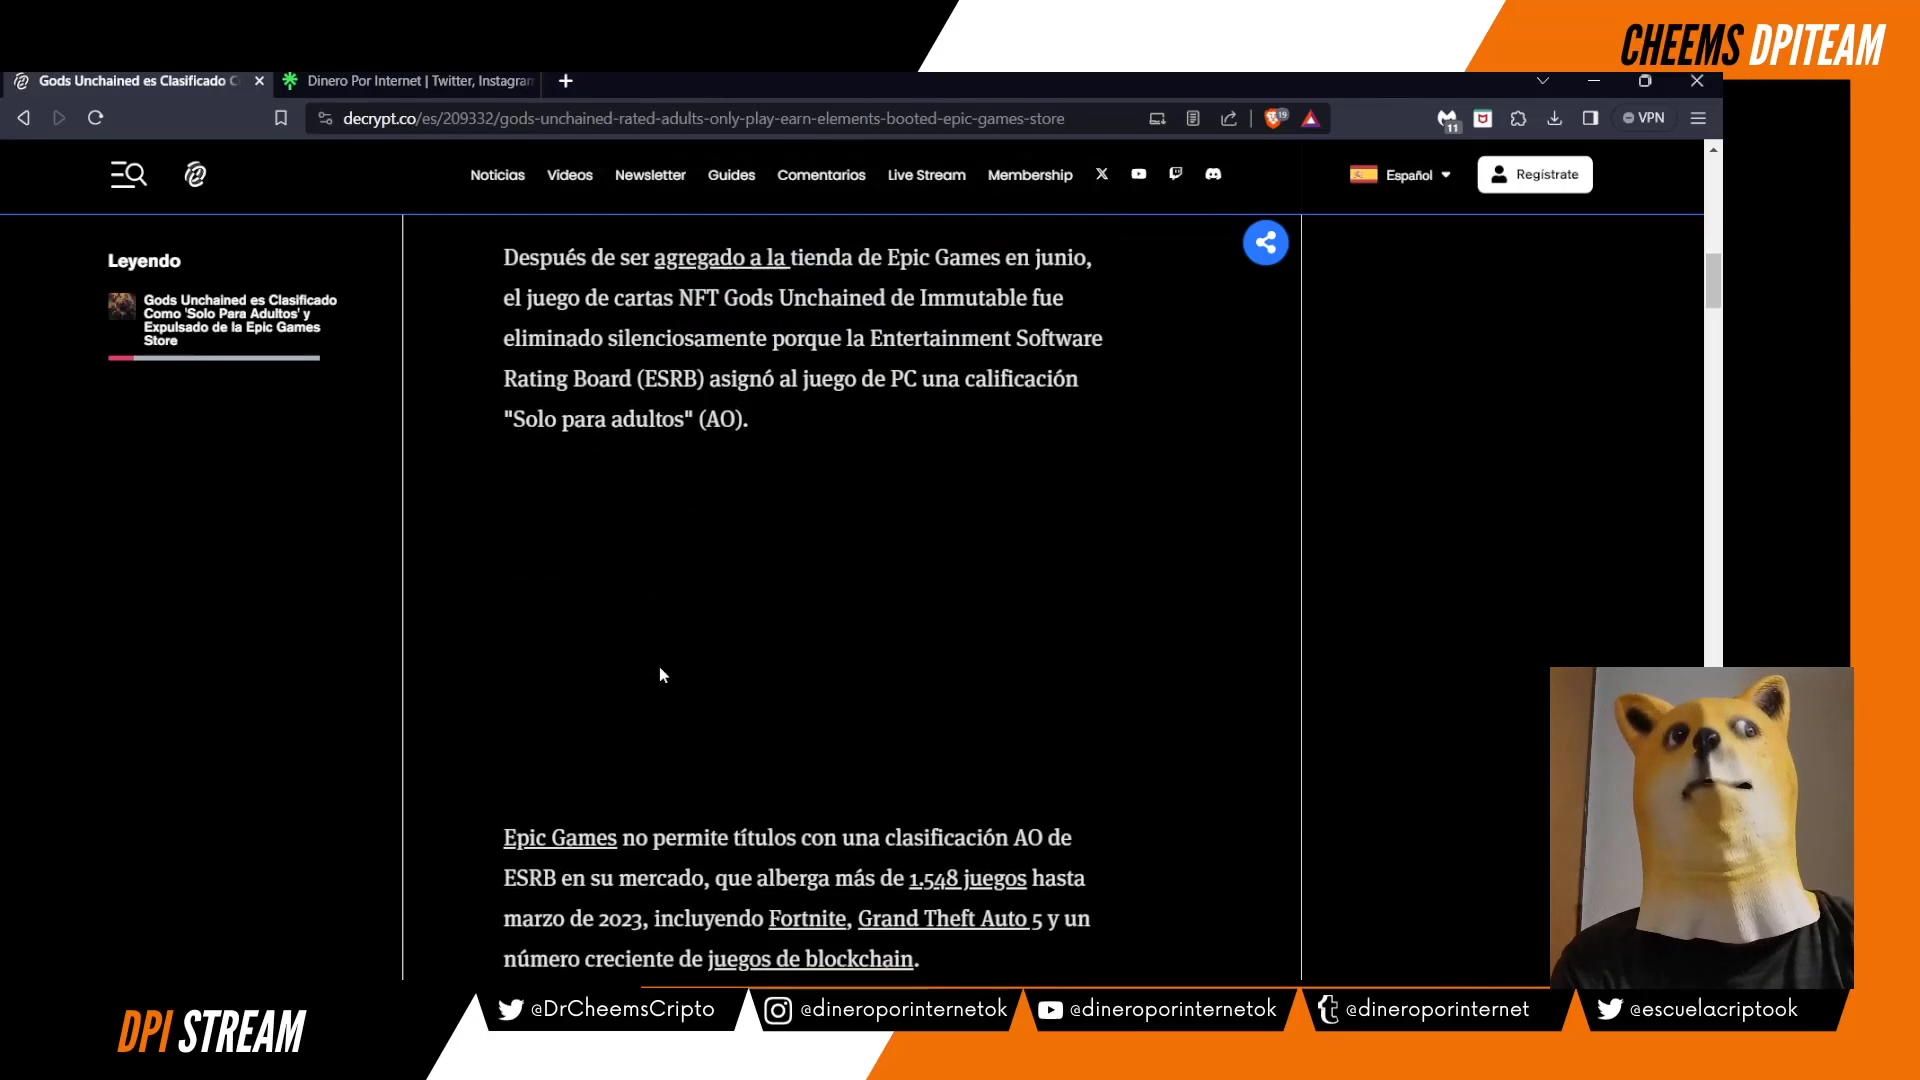 CHEEMS DPITEAM
Gods Unchained es Clasificado C
Dinero Por Internet | Twitter, Instagram
decrypt.co/es/209332/gods-unchained-rated-adults-only-play-earn-elements-booted-epic-games-store
19
11
VPN
Noticias
Videos
Newsletter
Guides
Comentarios
Live Stream
Membership
Español
Regístrate
Leyendo
Gods Unchained es Clasificado
Como 'Solo Para Adultos' y
Expulsado de la Epic Games
Store
Después de ser agregado a la tienda de Epic Games en junio,
el juego de cartas NFT Gods Unchained de Immutable fue
eliminado silenciosamente porque la Entertainment Software
Rating Board (ESRB) asignó al juego de PC una calificación
"Solo para adultos" (AO).
Epic Games no permite títulos con una clasificación AO de
ESRB en su mercado, que alberga más de 1.548 juegos hasta
marzo de 2023, incluyendo Fortnite, Grand Theft Auto 5 y un
número creciente de juegos de blockchain.
DPI STREAM
@DrCheemsCripto
@dineroporinternetok
@dineroporinternetok
@dineroporinternet
@escuelacriptook